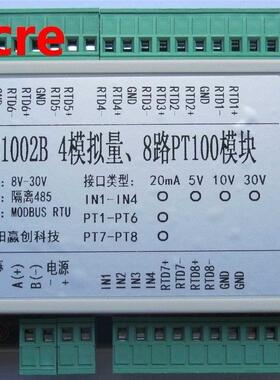 cre
RTD6-
RTD6+
GND
RTD5-
RTD5+
RTD4-
RTD4+
GND
RTD3-
RTD3+
RTD2-
RTD2+
GND
RTD1-
RTD1+
1002B 4模拟量、8路PT100模块
: 8V-30V
: 隔离485
: MODBUS RTU
阳赢创科技
接口类型: 20mA 5V 10V 30V
IN1-IN4
PT1-PT6
PT7-PT8
A(+)
B(-)
电源
-
+
IN1
IN2
IN3
IN4
RTD7+
RTD7-
RTD8+
RTD8-
GND
GND